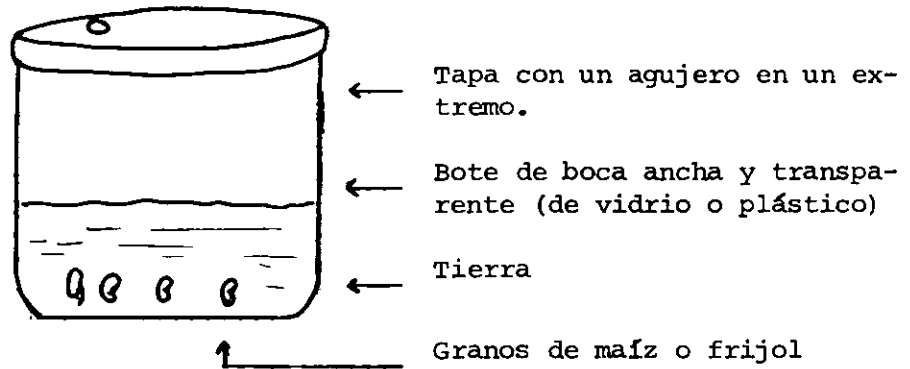 Tapa con un agujero en un ex-
tremo.
Bote de boca ancha y transpa-
rente (de vidrio o plástico)
Tierra
Granos de maíz o frijol